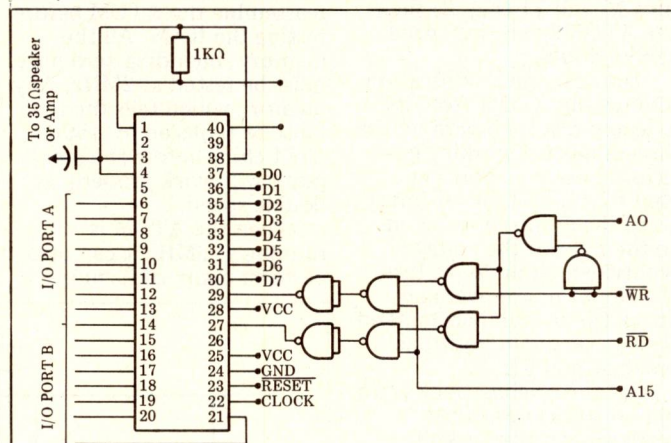 1KΩ
To 35 Ωspeaker
or Amp
1 40
2 39
3 38
4 37 D0
5 36 D1
6 35 D2
7 34 D3
8 33 D4
9 32 D5
10 31 D6
11 30 D7
12 29
13 28 VCC
14 27
15 26
16 25 VCC
17 24 GND
18 23 RESET
19 22 CLOCK
20 21
I/O PORT A
I/O PORT B
AO
WR
RD
A15